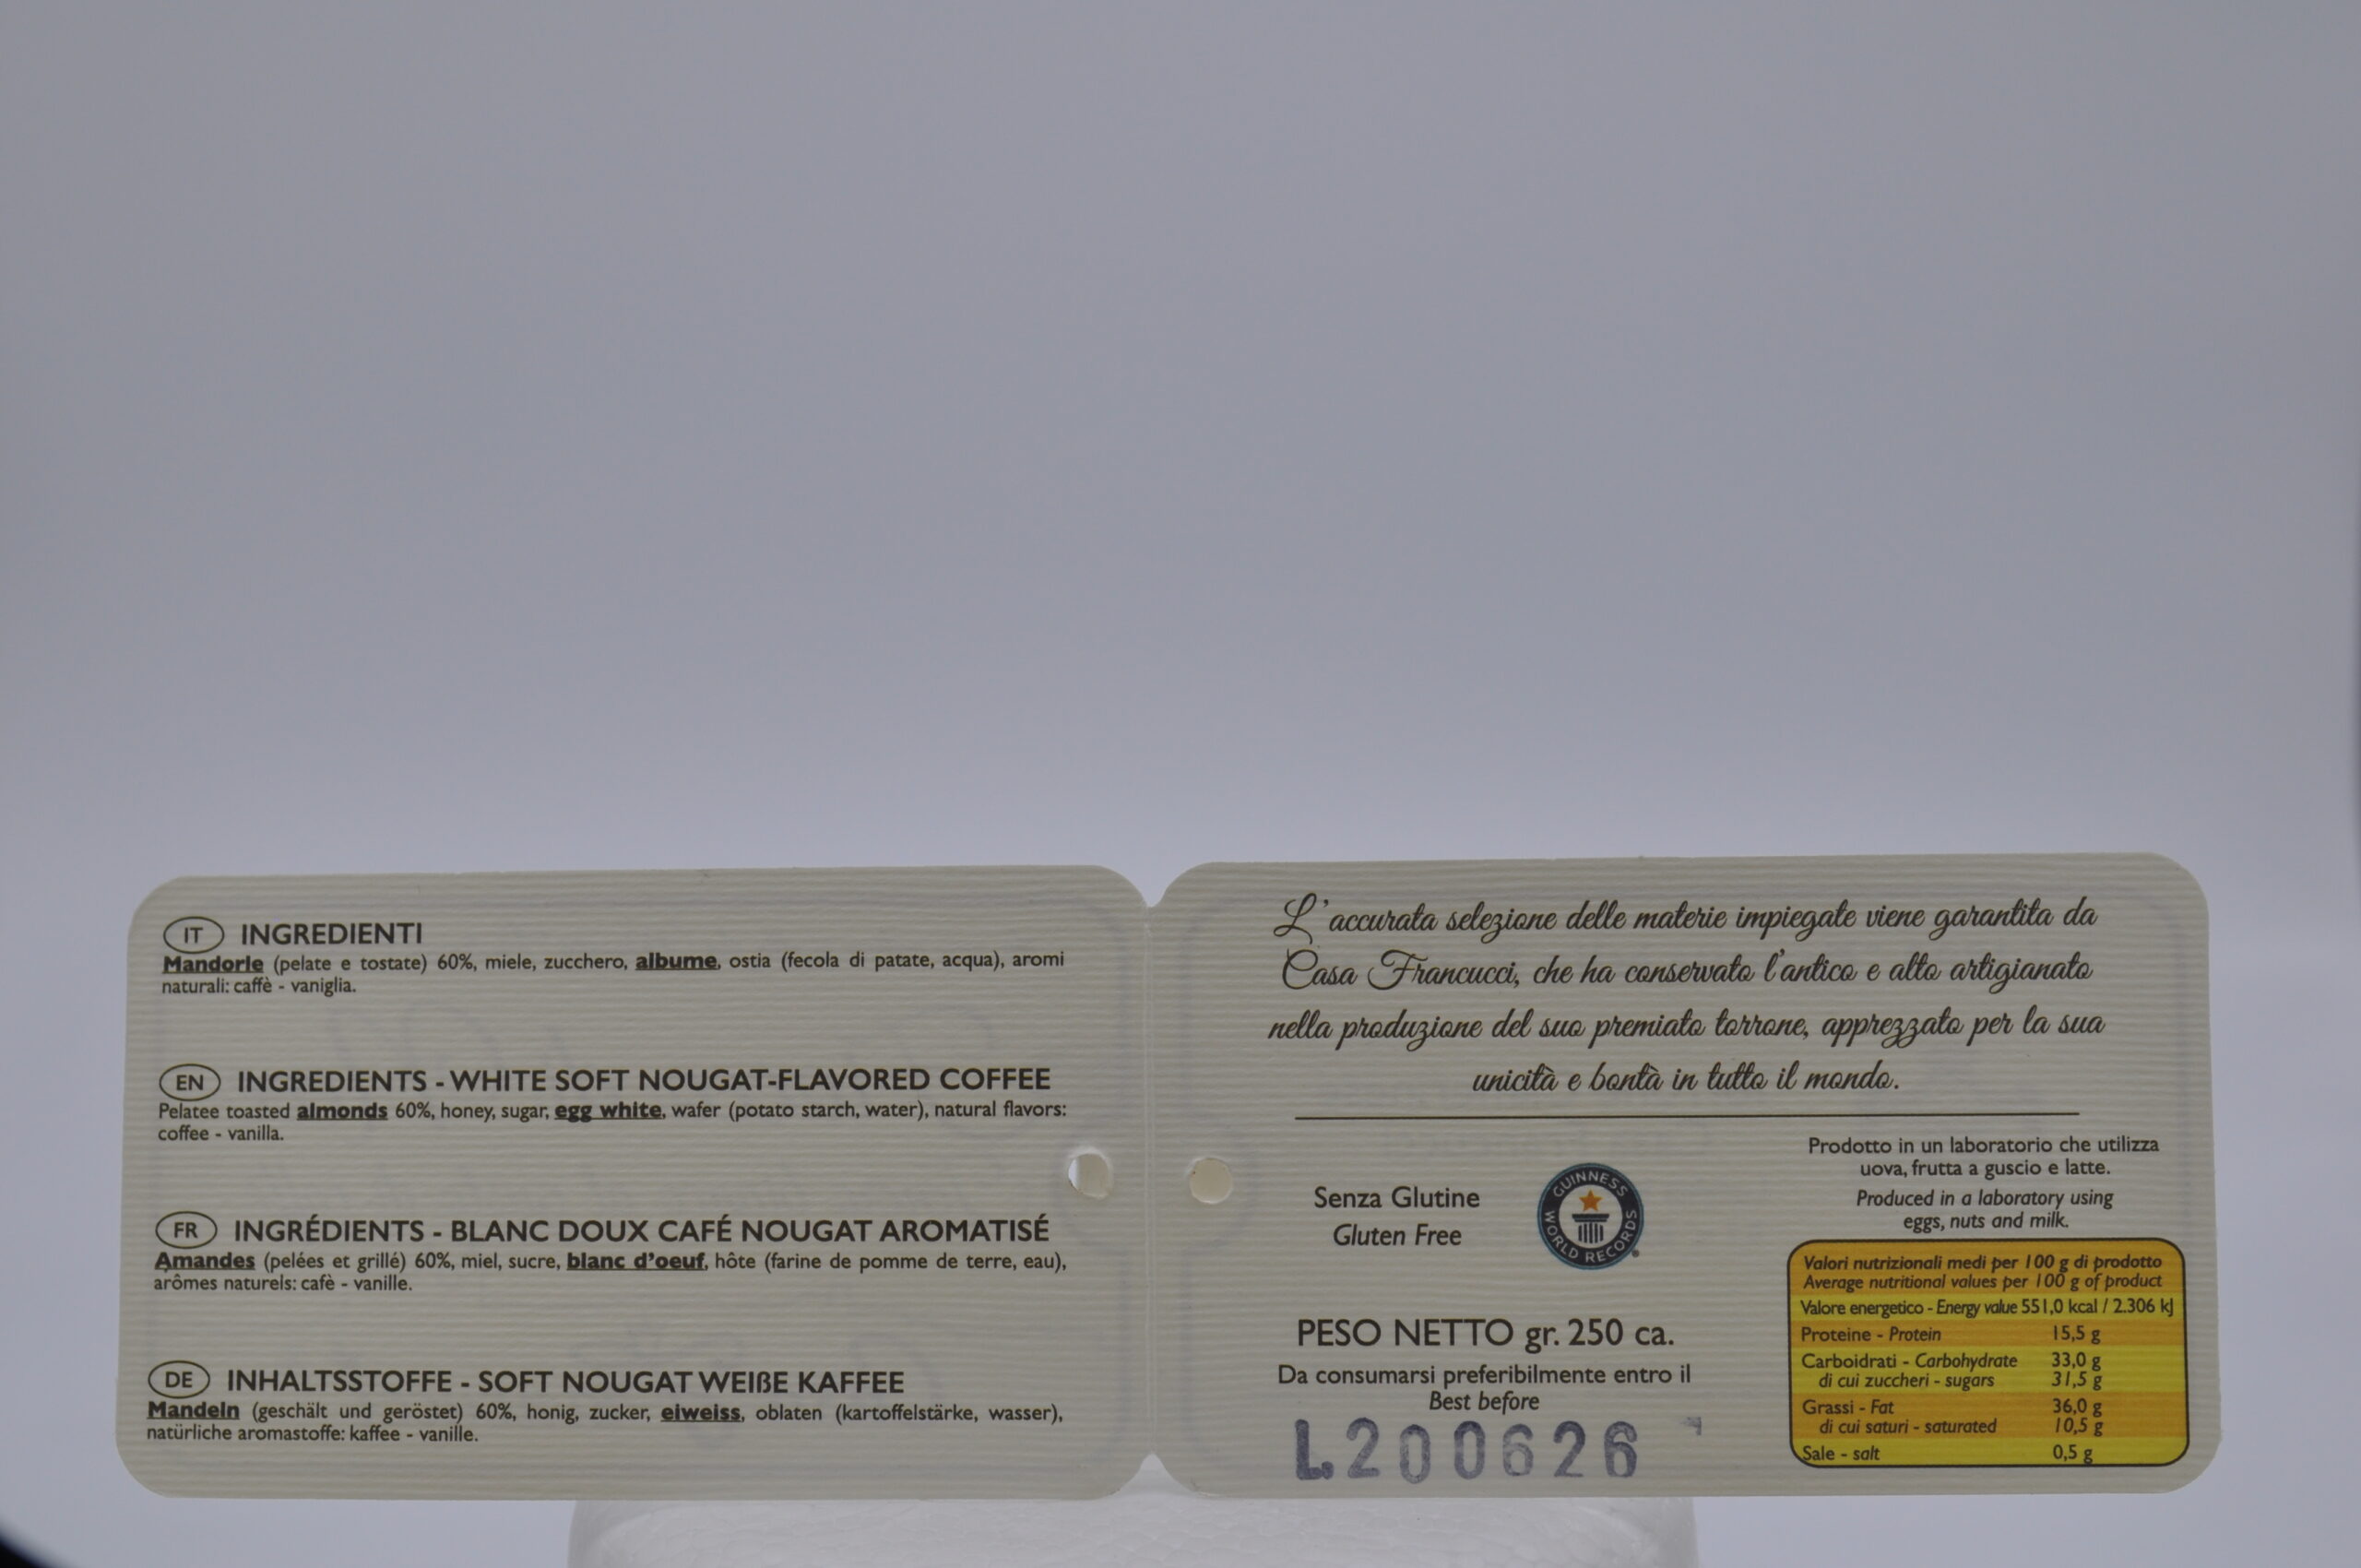 IT INGREDIENTI
Mandorle (pelate e tostate) 60%, miele, zucchero, albume, ostia (fecola di patate, acqua), aromi
naturali: caffè - vaniglia.
EN INGREDIENTS - WHITE SOFT NOUGAT-FLAVORED COFFEE
Pelatee toasted almonds 60%, honey, sugar, egg white, wafer (potato starch, water), natural flavors:
coffee - vanilla.
FR INGRÉDIENTS - BLANC DOUX CAFÉ NOUGAT AROMATISÉ
Amandes (pelées et grillé) 60%, miel, sucre, blanc d'oeuf, hôte (farine de pomme de terre, eau),
arômes naturels: cafè - vanille.
DE INHALTSSTOFFE - SOFT NOUGAT WEIßE KAFFEE
Mandeln (geschält und geröstet) 60%, honig, zucker, eiweiss, oblaten (kartoffelstärke, wasser),
natürliche aromastoffe: kaffee - vanille.
L'accurata selezione delle materie impiegate viene garantita da
Casa Francucci, che ha conservato l'antico e alto artigianato
nella produzione del suo premiato torrone, apprezzato per la sua
unicità e bontà in tutto il mondo.
Senza Glutine
Gluten Free
GUINNESS
WORLD RECORDS
PESO NETTO gr. 250 ca.
Da consumarsi preferibilmente entro il
Best before
L200626
Prodotto in un laboratorio che utilizza
uova, frutta a guscio e latte.
Produced in a laboratory using
eggs, nuts and milk.
Valori nutrizionali medi per 100 g di prodotto
Average nutritional values per 100 g of product
Valore energetico - Energy value 551,0 kcal / 2.306 kJ
Proteine - Protein 15,5 g
Carboidrati - Carbohydrate 33,0 g
di cui zuccheri - sugars 31,5 g
Grassi - Fat 36,0 g
di cui saturi - saturated 10,5 g
Sale - salt 0,5 g